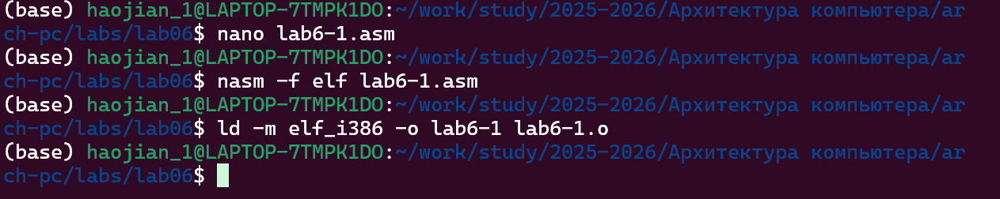 (base) haojian_1@LAPTOP-7TMPK1DO:~/work/study/2025-2026/Архитектура компьютера/ar
ch-pc/labs/lab06$ nano lab6-1.asm
(base) haojian_1@LAPTOP-7TMPK1DO:~/work/study/2025-2026/Архитектура компьютера/ar
ch-pc/labs/lab06$ nasm -f elf lab6-1.asm
(base) haojian_1@LAPTOP-7TMPK1DO:~/work/study/2025-2026/Архитектура компьютера/ar
ch-pc/labs/lab06$ ld -m elf_i386 -o lab6-1 lab6-1.o
(base) haojian_1@LAPTOP-7TMPK1DO:~/work/study/2025-2026/Архитектура компьютера/ar
ch-pc/labs/lab06$